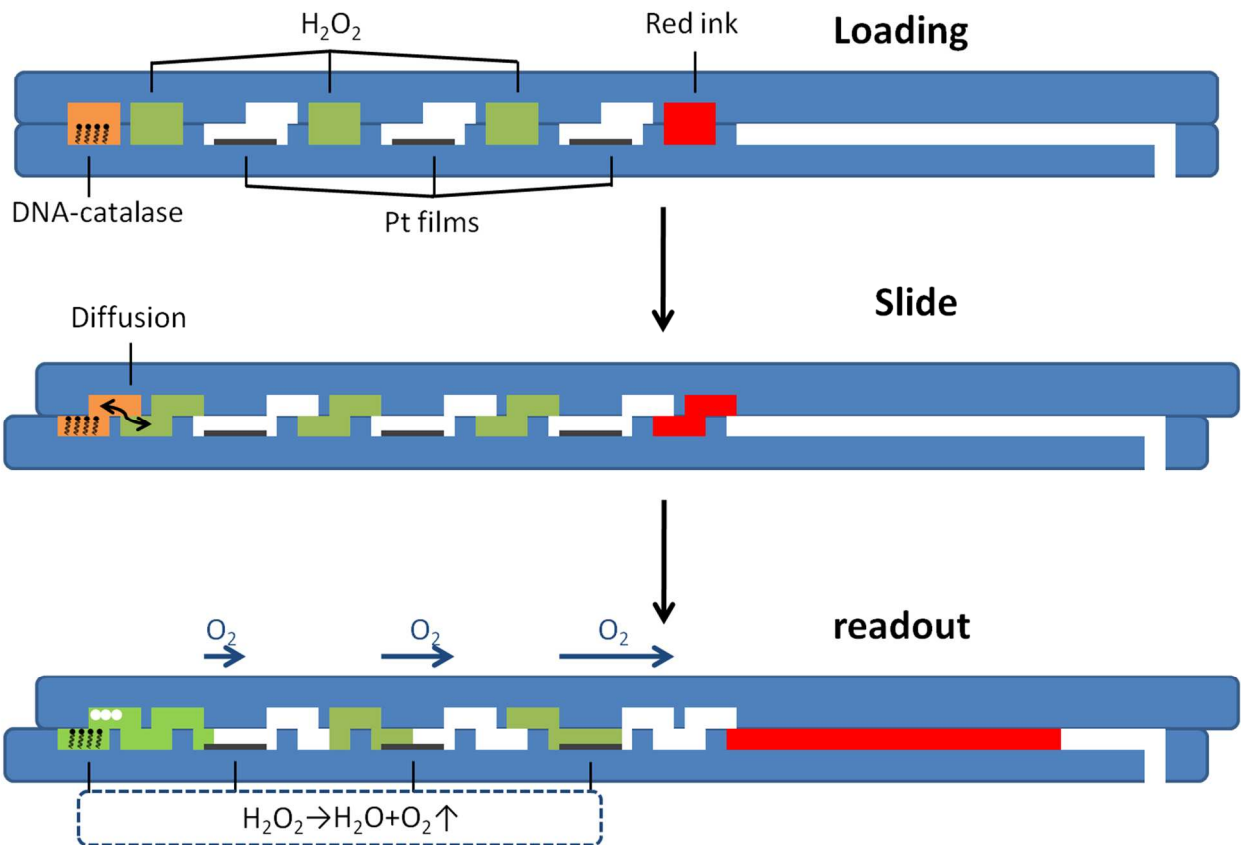 H₂O₂
Red ink
Loading
DNA-catalase
Pt films
Slide
Diffusion
readout
O₂
O₂
O₂
H₂O₂→H₂O+O₂↑